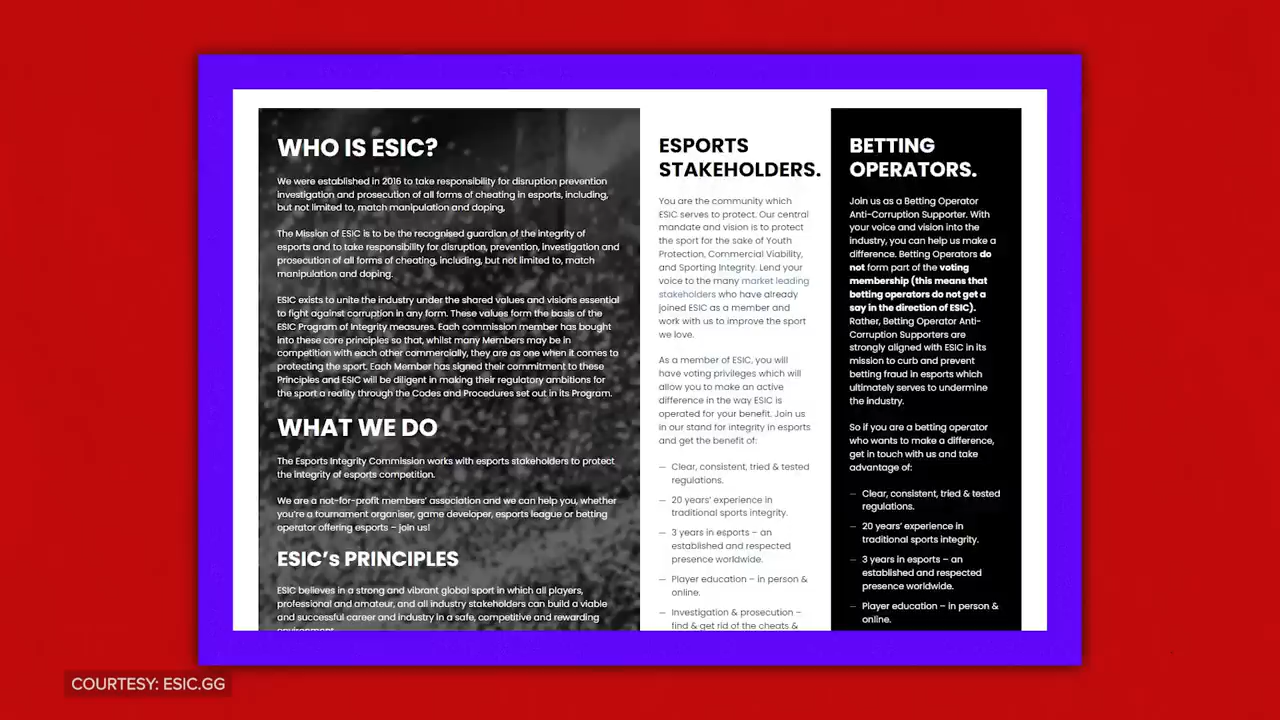 WHO IS ESIC?
We were established in 2016 to take responsibility for disruption prevention
investigation and prosecution of all forms of cheating in esports, including,
but not limited to, match manipulation and doping,
The Mission of ESIC is to be the recognised guardian of the integrity of
esports and to take responsibility for disruption, prevention, investigation and
prosecution of all forms of cheating, including, but not limited to, match
manipulation and doping.
ESIC exists to unite the industry under the shared values and visions essential
to fight against corruption in any form. These values form the basis of the
ESIC Program of Integrity measures. Each commission member has bought
into these core principles so that, whilst many Members may be in
competition with each other commercially, they are as one when it comes to
protecting the sport. Each Member has signed their commitment to these
Principles and ESIC will be diligent in making their regulatory ambitions for
the sport a reality through the Codes and Procedures set out in its Program.
WHAT WE DO
The Esports Integrity Commission works with esports stakeholders to protect
the integrity of esports competition.
We are a not-for-profit members' association and we can help you, whether
you're a tournament organiser, game developer, esports league or betting
operator offering esports – join us!
ESIC's PRINCIPLES
ESIC believes in a strong and vibrant global sport in which all players,
professional and amateur, and all industry stakeholders can build a viable
and successful career and industry in a safe, competitive and rewarding
environment.
ESPORTS
STAKEHOLDERS.
You are the community which
ESIC serves to protect. Our central
mandate and vision is to protect
the sport for the sake of Youth
Protection, Commercial Viability,
and Sporting Integrity. Lend your
voice to the many market leading
stakeholders who have already
joined ESIC as a member and
work with us to improve the sport
we love.
As a member of ESIC, you will
have voting privileges which will
allow you to make an active
difference in the way ESIC is
operated for your benefit. Join us
in our stand for integrity in esports
and get the benefit of:
— Clear, consistent, tried & tested
regulations.
— 20 years' experience in
traditional sports integrity.
— 3 years in esports – an
established and respected
presence worldwide.
— Player education – in person &
online.
— Investigation & prosecution –
find & get rid of the cheats &
BETTING
OPERATORS.
Join us as a Betting Operator
Anti-Corruption Supporter. With
your voice and vision into the
industry, you can help us make a
difference. Betting Operators do
not form part of the voting
membership (this means that
betting operators do not get a
say in the direction of ESIC).
Rather, Betting Operator Anti-
Corruption Supporters are
strongly aligned with ESIC in its
mission to curb and prevent
betting fraud in esports which
ultimately serves to undermine
the industry.
So if you are a betting operator
who wants to make a difference,
get in touch with us and take
advantage of:
— Clear, consistent, tried & tested
regulations.
— 20 years' experience in
traditional sports integrity.
— 3 years in esports – an
established and respected
presence worldwide.
— Player education – in person &
online.
COURTESY: ESIC.GG